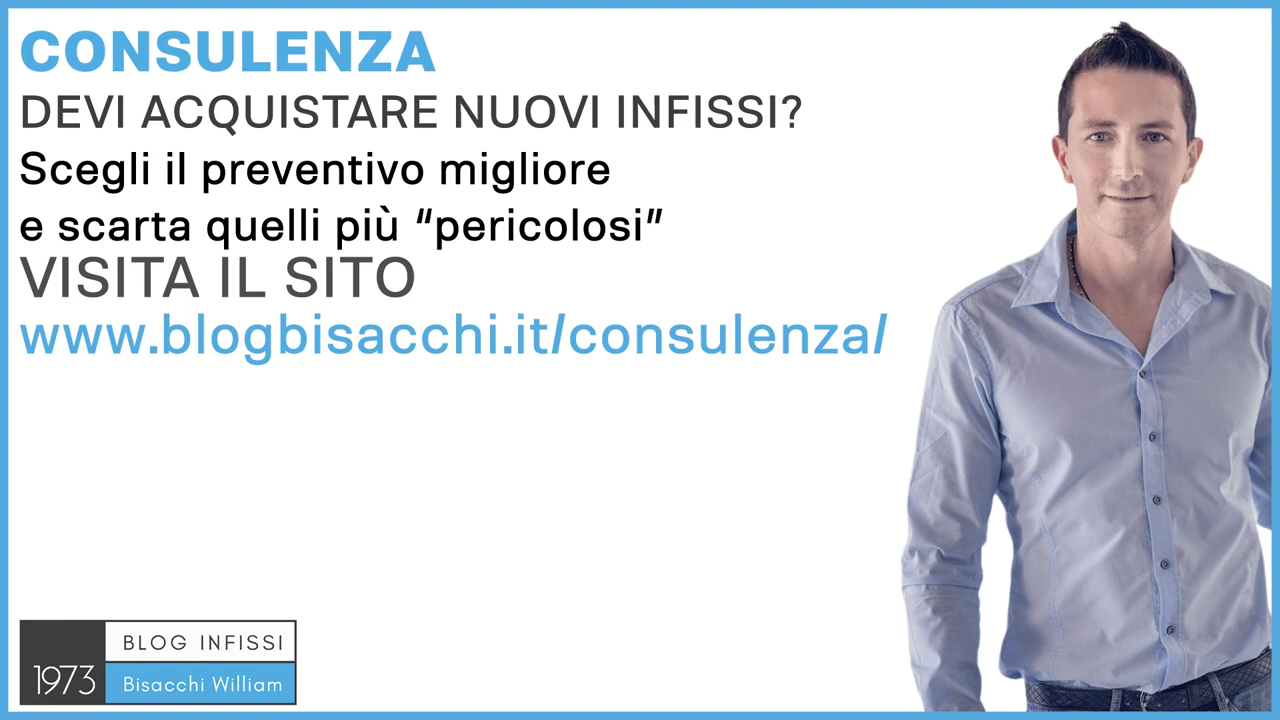 CONSULENZA
DEVI ACQUISTARE NUOVI INFISSI?
Scegli il preventivo migliore
e scarta quelli più “pericolosi”
VISITA IL SITO
www.blogbisacchi.it/consulenza/
1973
BLOG INFISSI
Bisacchi William